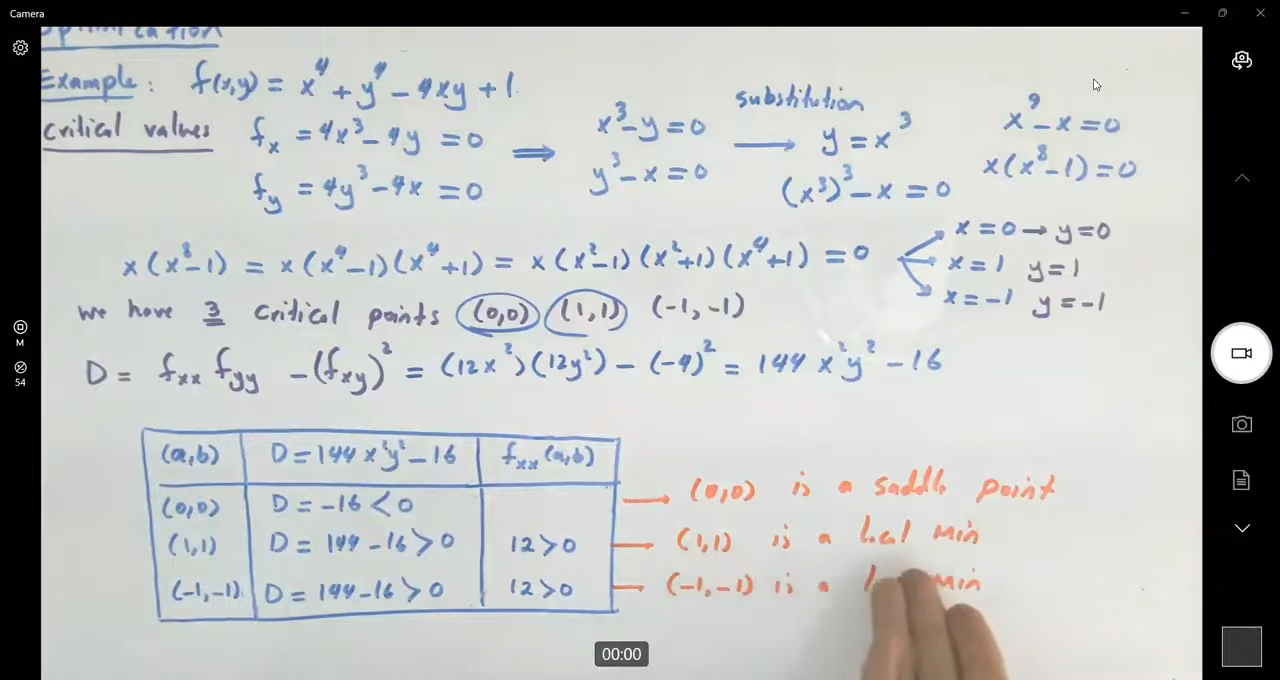 Camera
Optimization
Example: f(x,y) = x⁴ + y⁴ - 4xy + 1
critical values
fₓ = 4x³ - 4y = 0
f_y = 4y³ - 4x = 0
⟹
x³ - y = 0
y³ - x = 0
substitution
→ y = x³
(x³)³ - x = 0
x⁹ - x = 0
x(x⁸ - 1) = 0
x(x⁸ - 1) = x(x⁴ - 1)(x⁴ + 1) = x(x² - 1)(x² + 1)(x⁴ + 1) = 0
x = 0 → y = 0
x = 1 y = 1
x = -1 y = -1
we have 3 critical points (0,0) (1,1) (-1,-1)
D = fₓₓ f_yy - (fₓy)² = (12x²)(12y²) - (-4)² = 144x²y² - 16
(a,b) D = 144x²y² - 16 fₓₓ(a,b)
(0,0) D = -16 < 0 → (0,0) is a saddle point
(1,1) D = 144 - 16 > 0 12 > 0 → (1,1) is a local min
(-1,-1) D = 144 - 16 > 0 12 > 0 → (-1,-1) is a min
M
54
00:00